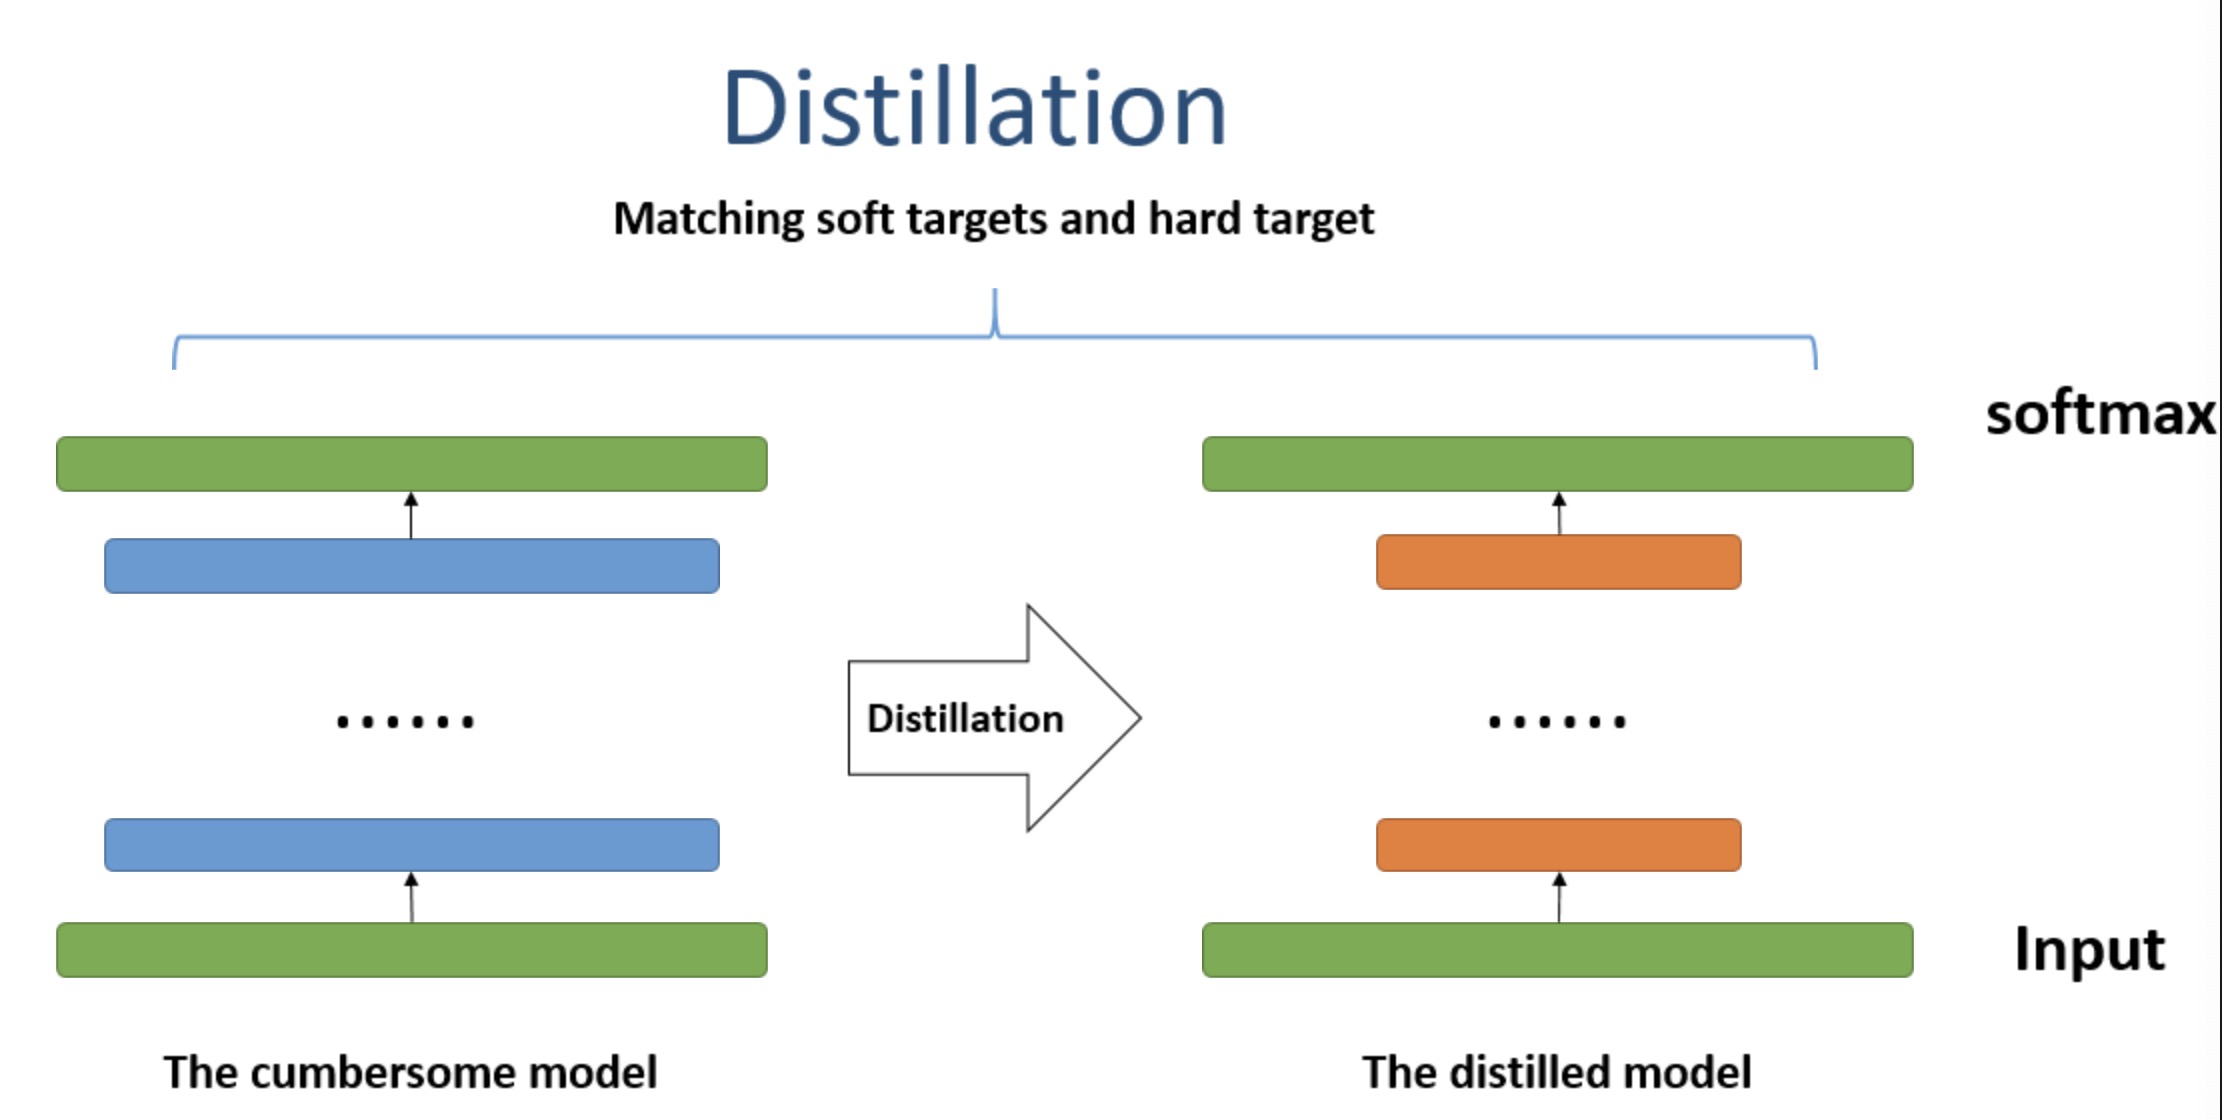 Distillation
Matching soft targets and hard target
softmax
......
Distillation
......
Input
The cumbersome model
The distilled model